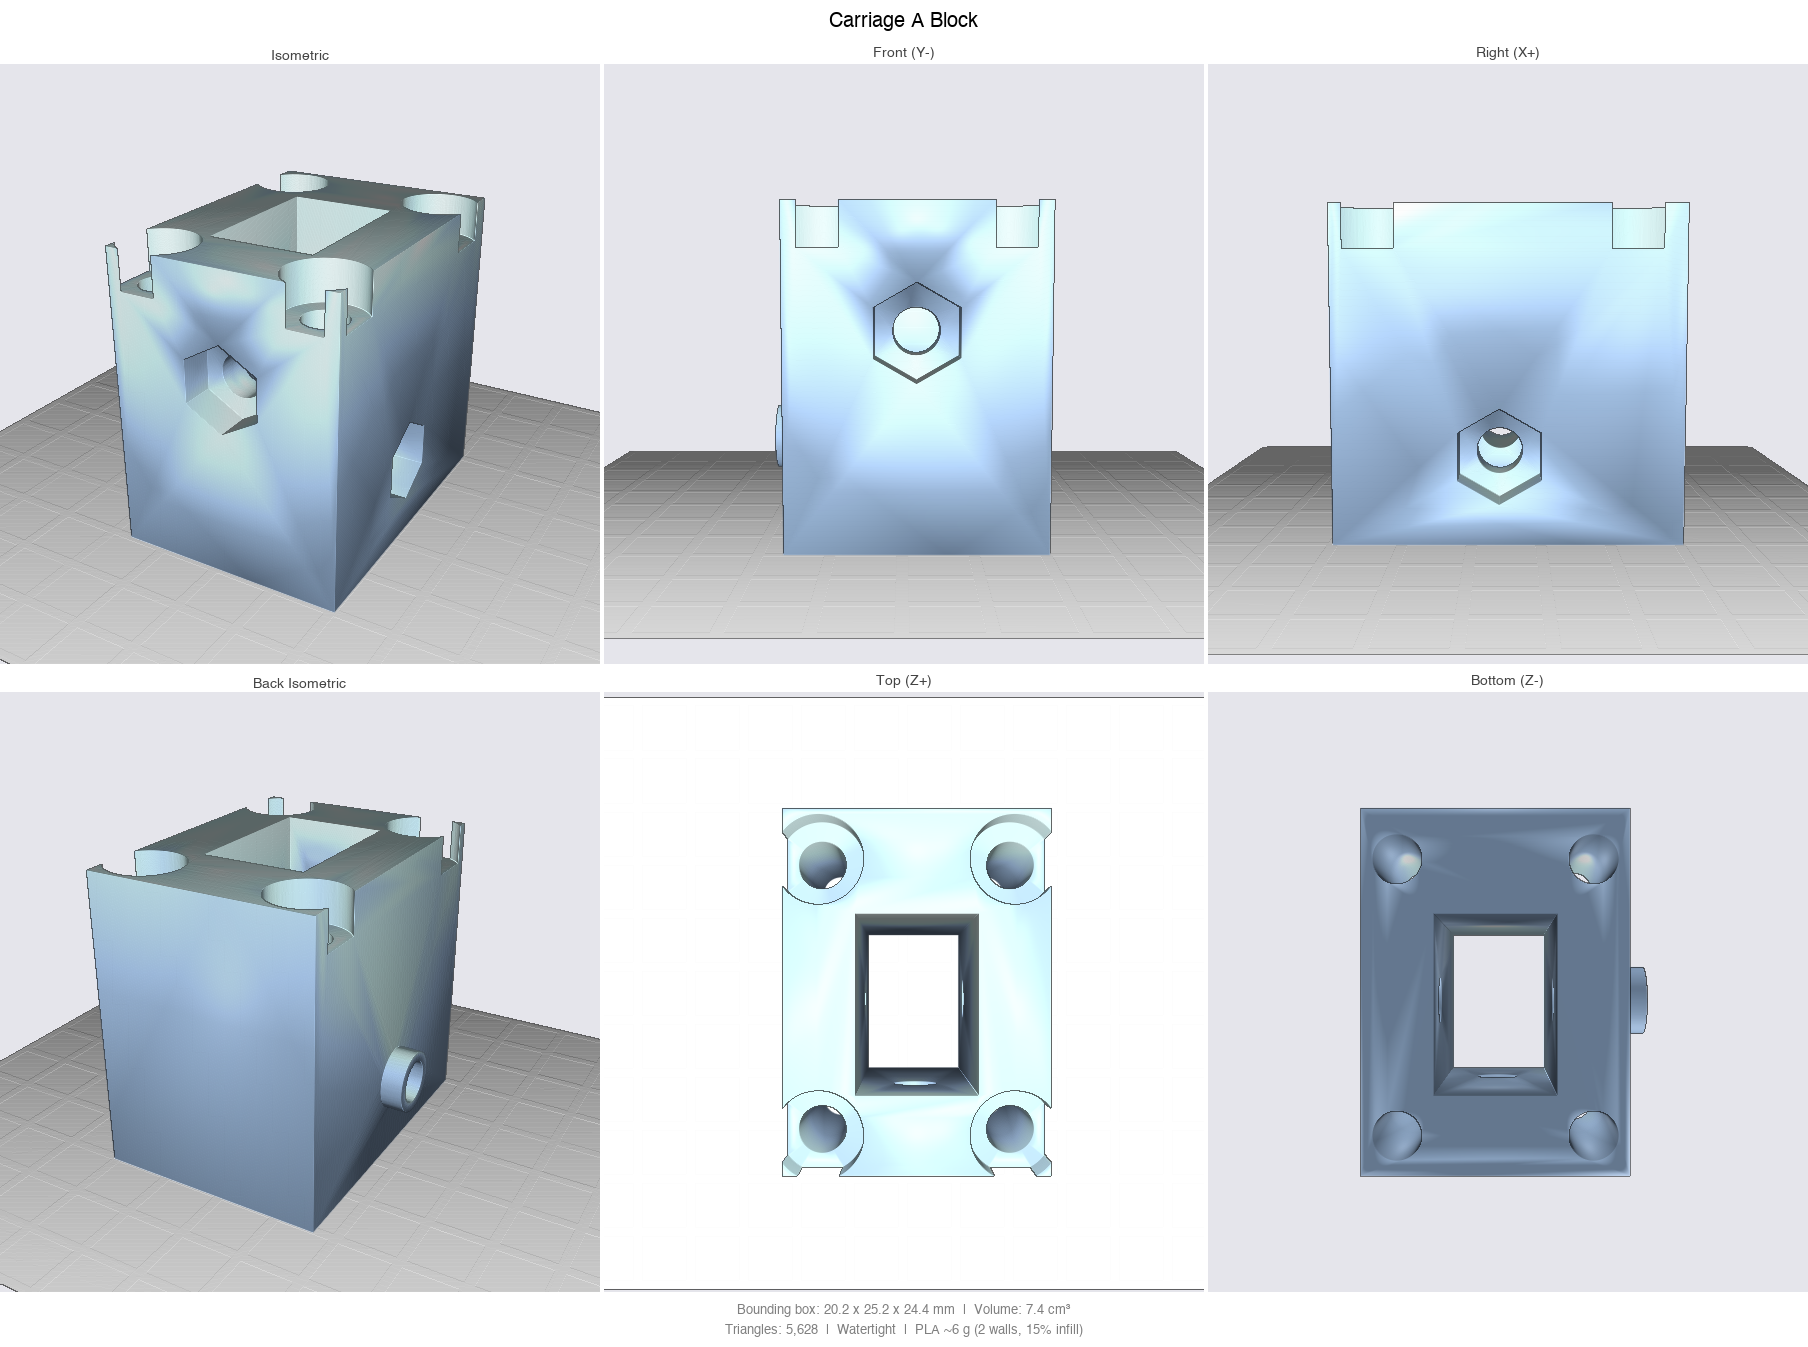 Carriage A Block
Isometric
Front (Y-)
Right (X+)
Back Isometric
Top (Z+)
Bottom (Z-)
Bounding box: 20.2 x 25.2 x 24.4 mm | Volume: 7.4 cm³
Triangles: 5,628 | Watertight | PLA ~6 g (2 walls, 15% infill)